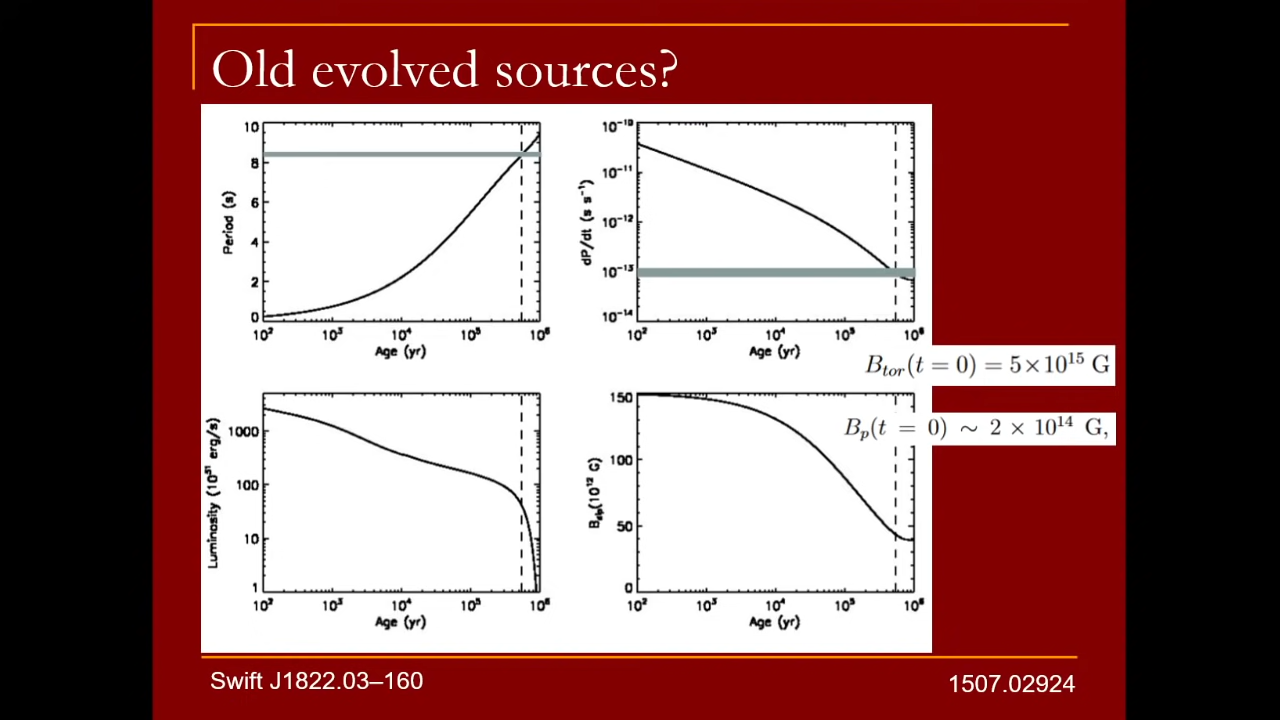 Old evolved sources?
10
8
6
4
2
0
Period (s)
10² 10³ 10⁴ 10⁵ 10⁶
Age (yr)
10⁻¹⁰
10⁻¹¹
10⁻¹²
10⁻¹³
10⁻¹⁴
dP/dt (s s⁻¹)
10² 10³ 10⁴ 10⁵ 10⁶
Age (yr)
B_tor(t = 0) = 5×10¹⁵ G
1000
100
10
1
Luminosity (10³¹ erg/s)
10² 10³ 10⁴ 10⁵ 10⁶
Age (yr)
150
100
50
0
B_dip(10¹² G)
10² 10³ 10⁴ 10⁵ 10⁶
Age (yr)
B_p(t = 0) ∼ 2 × 10¹⁴ G,
Swift J1822.03–160
1507.02924